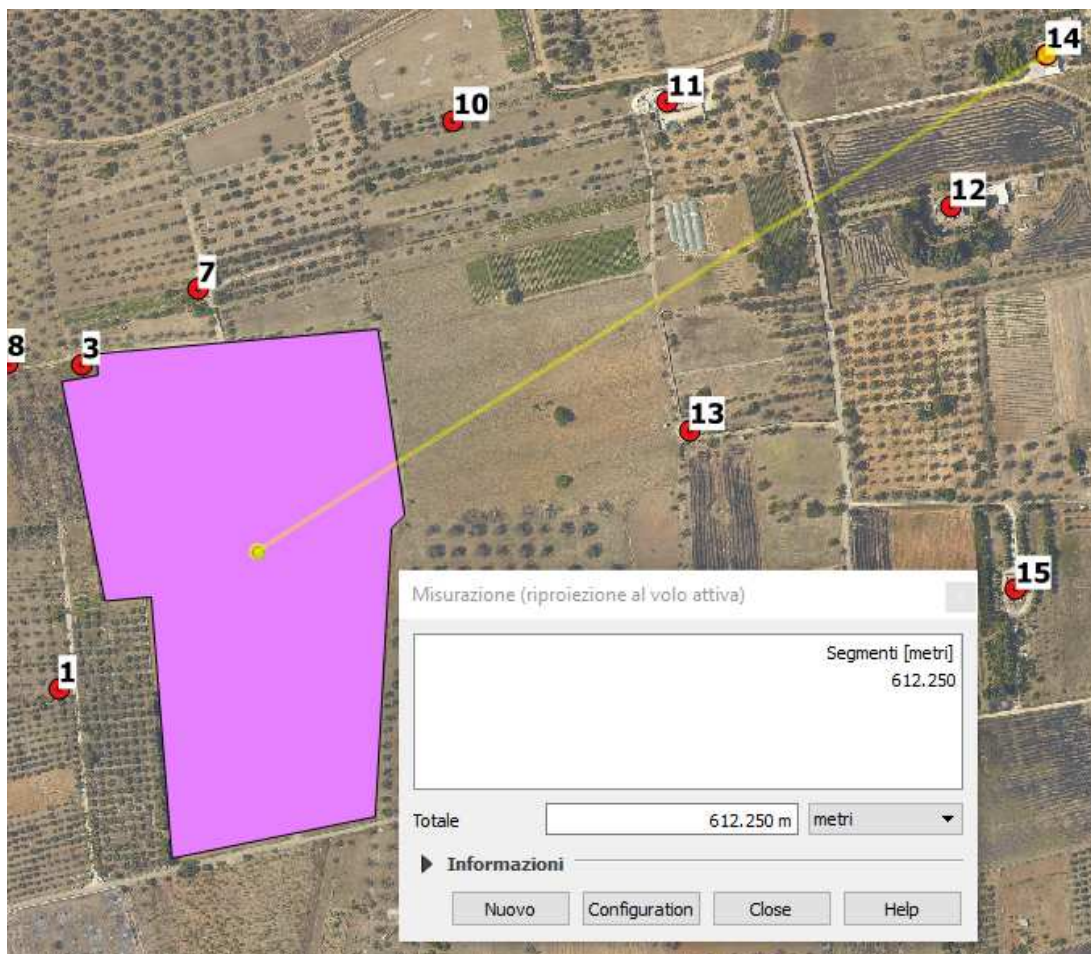 14
11
10
12
7
8
3
13
15
1
Misurazione (riproiezione al volo attiva)
Segmenti [metri]
612.250
Totale
612.250 m
metri
Informazioni
Nuovo
Configuration
Close
Help